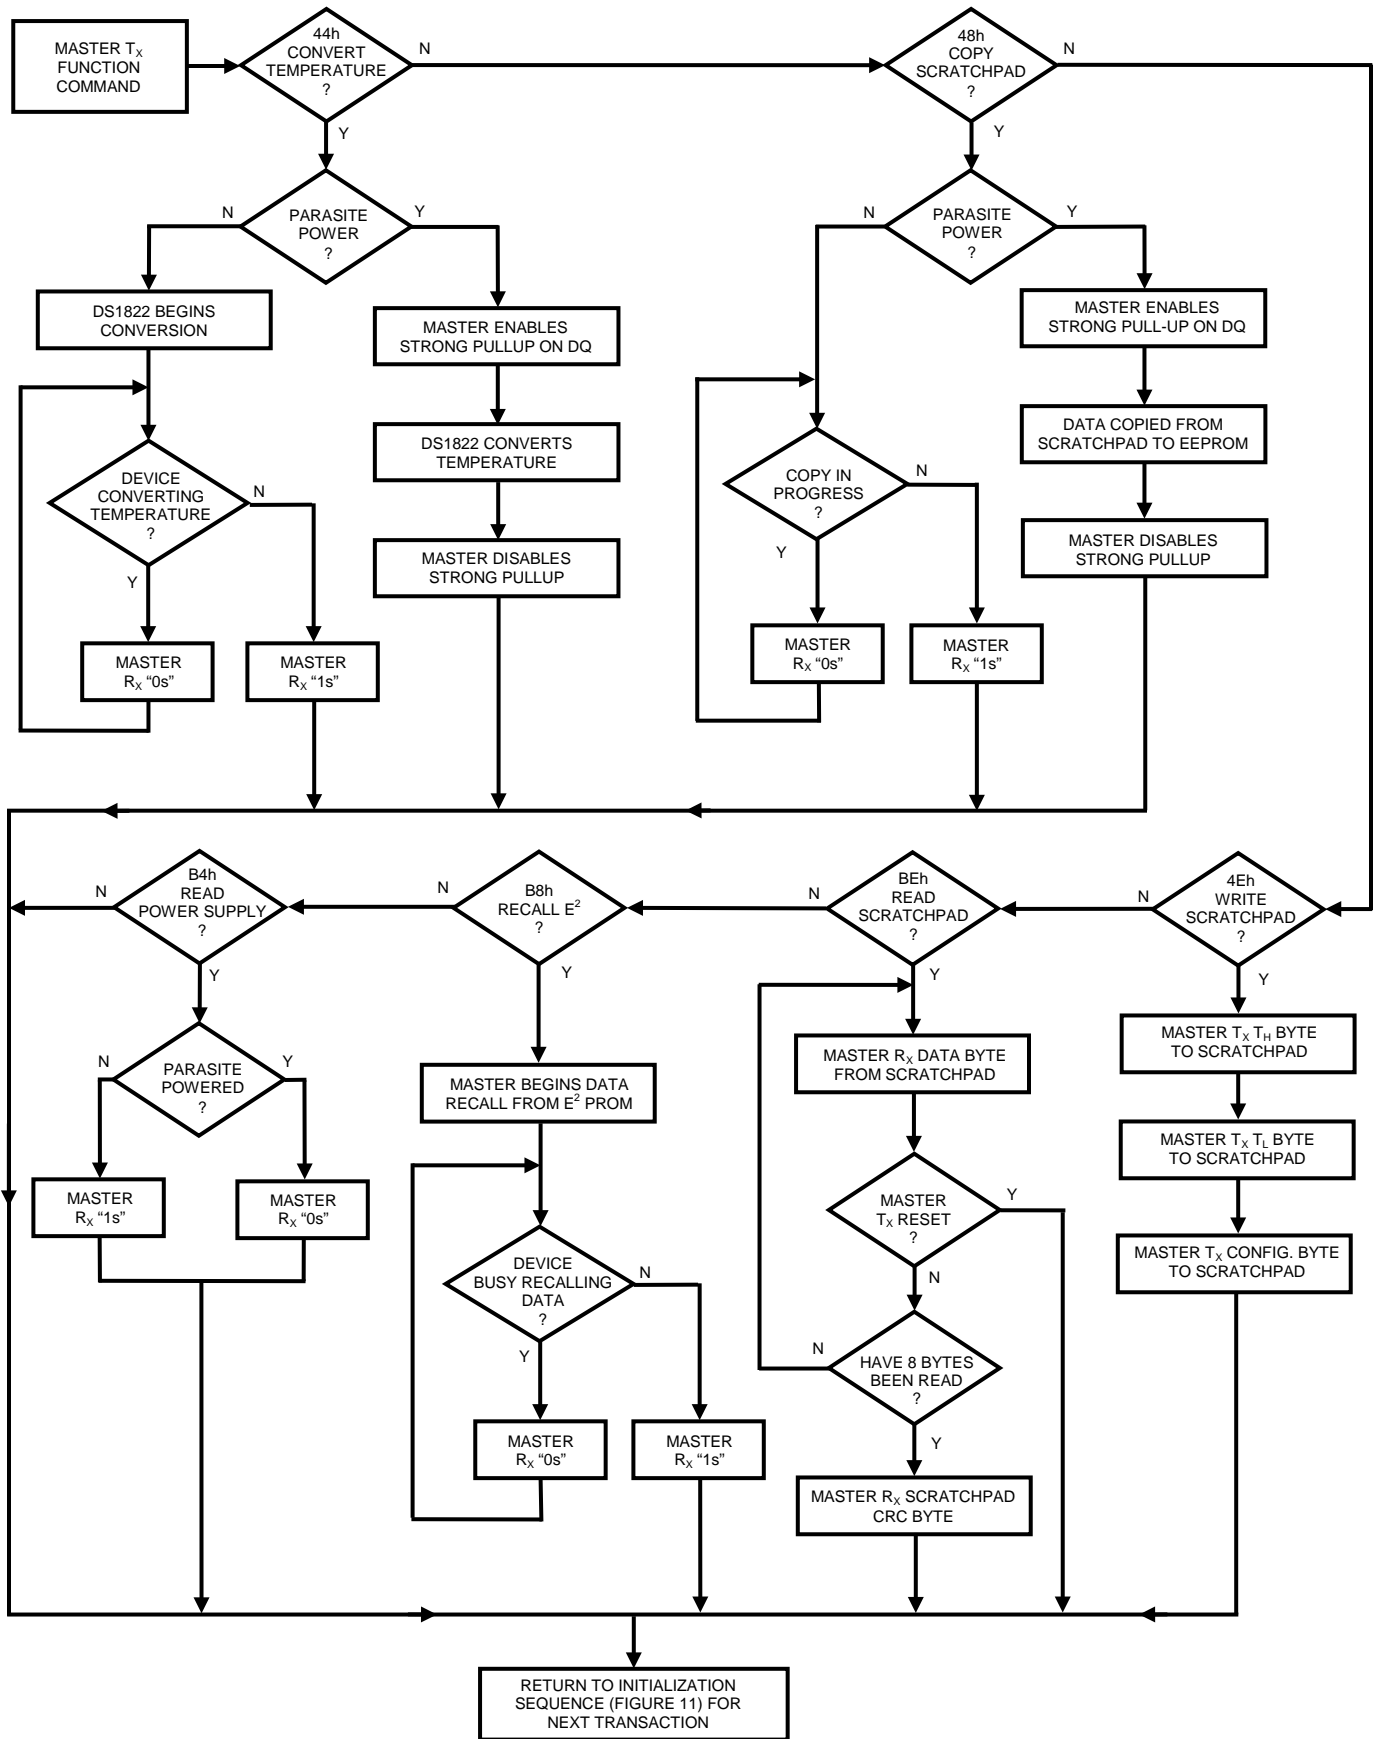 MASTER TX
FUNCTION
COMMAND
44h
CONVERT
TEMPERATURE
?
N
Y
48h
COPY
SCRATCHPAD
?
N
Y
PARASITE
POWER
?
N
Y
PARASITE
POWER
?
N
Y
DS1822 BEGINS
CONVERSION
MASTER ENABLES
STRONG PULLUP ON DQ
MASTER ENABLES
STRONG PULL-UP ON DQ
DS1822 CONVERTS
TEMPERATURE
DATA COPIED FROM
SCRATCHPAD TO EEPROM
DEVICE
CONVERTING
TEMPERATURE
?
N
Y
COPY IN
PROGRESS
?
N
Y
MASTER DISABLES
STRONG PULLUP
MASTER DISABLES
STRONG PULLUP
MASTER
RX “0s”
MASTER
RX “1s”
MASTER
RX “0s”
MASTER
RX “1s”
B4h
READ
POWER SUPPLY
?
N
Y
B8h
RECALL E2
?
N
Y
BEh
READ
SCRATCHPAD
?
N
Y
4Eh
WRITE
SCRATCHPAD
?
N
Y
PARASITE
POWERED
?
N
Y
MASTER
RX “1s”
MASTER
RX “0s”
MASTER BEGINS DATA
RECALL FROM E2 PROM
DEVICE
BUSY RECALLING
DATA
?
N
Y
MASTER
RX “0s”
MASTER
RX “1s”
MASTER RX DATA BYTE
FROM SCRATCHPAD
MASTER
TX RESET
?
Y
N
HAVE 8 BYTES
BEEN READ
?
N
Y
MASTER RX SCRATCHPAD
CRC BYTE
MASTER TX TH BYTE
TO SCRATCHPAD
MASTER TX TL BYTE
TO SCRATCHPAD
MASTER TX CONFIG. BYTE
TO SCRATCHPAD
RETURN TO INITIALIZATION
SEQUENCE (FIGURE 11) FOR
NEXT TRANSACTION